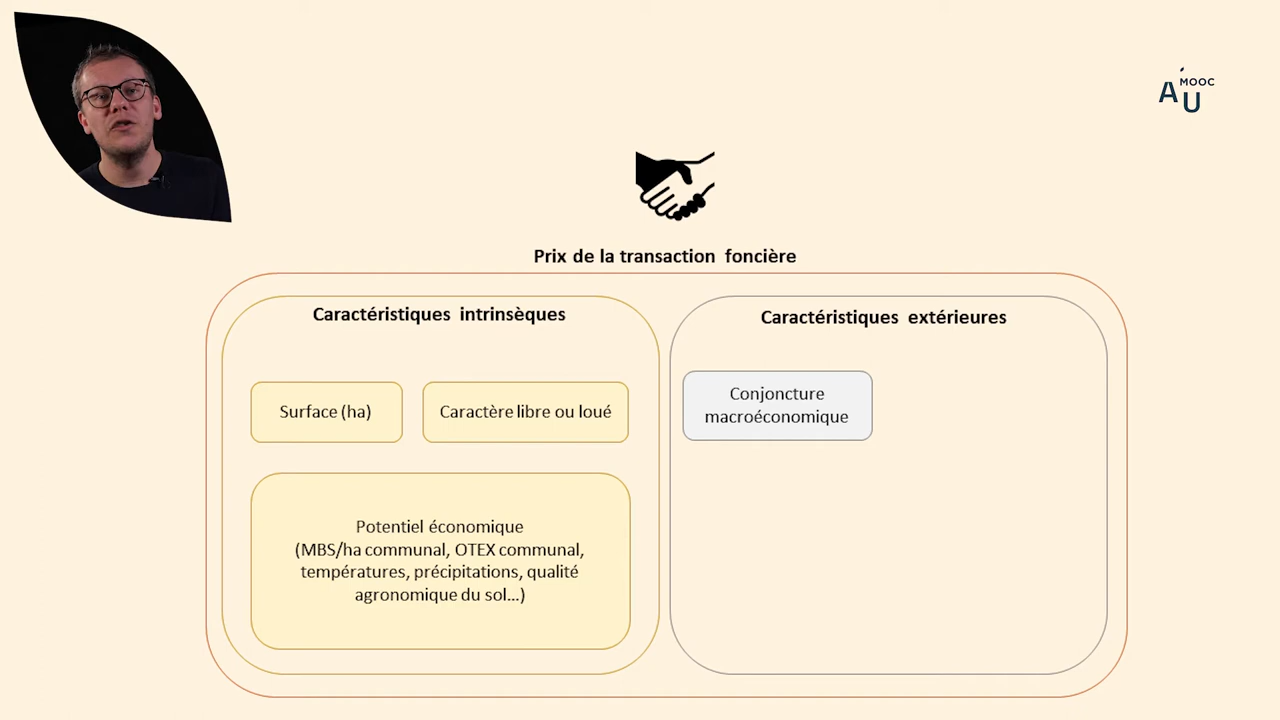 MOOC
AU
Prix de la transaction foncière
Caractéristiques intrinsèques
Surface (ha)
Caractère libre ou loué
Potentiel économique
(MBS/ha communal, OTEX communal,
températures, précipitations, qualité
agronomique du sol...)
Caractéristiques extérieures
Conjoncture
macroéconomique